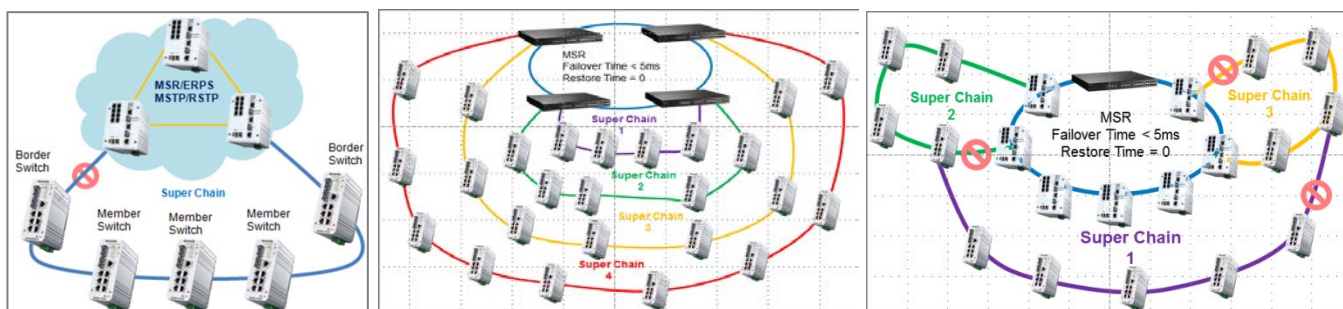 MSR/ERPS
MSTP/RSTP
Border
Switch
Border
Switch
Super Chain
Member
Switch
Member
Switch
Member
Switch
MSR
Failover Time < 5ms
Restore Time = 0
Super Chain
1
Super Chain
2
Super Chain
3
Super Chain
4
Super Chain
2
Super Chain
3
MSR
Failover Time < 5ms
Restore Time = 0
Super Chain
1